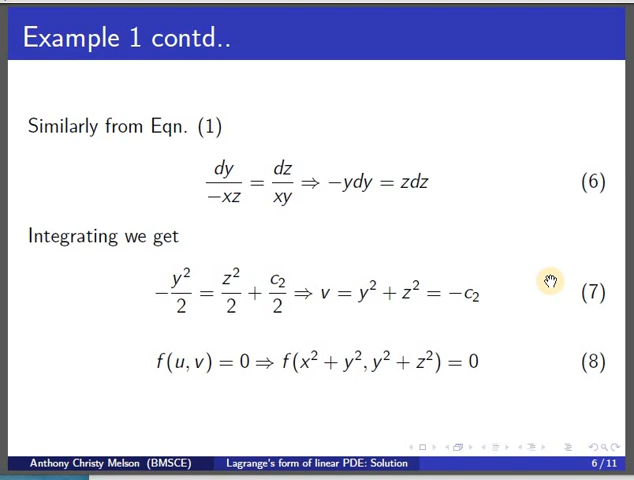 Example 1 contd..
Similarly from Eqn. (1)
dy/−xz = dz/xy ⇒ −ydy = zdz (6)
Integrating we get
−y²/2 = z²/2 + c₂/2 ⇒ v = y² + z² = −c₂ (7)
f(u, v) = 0 ⇒ f(x² + y², y² + z²) = 0 (8)
Anthony Christy Melson (BMSCE) Lagrange's form of linear PDE: Solution 6 / 11